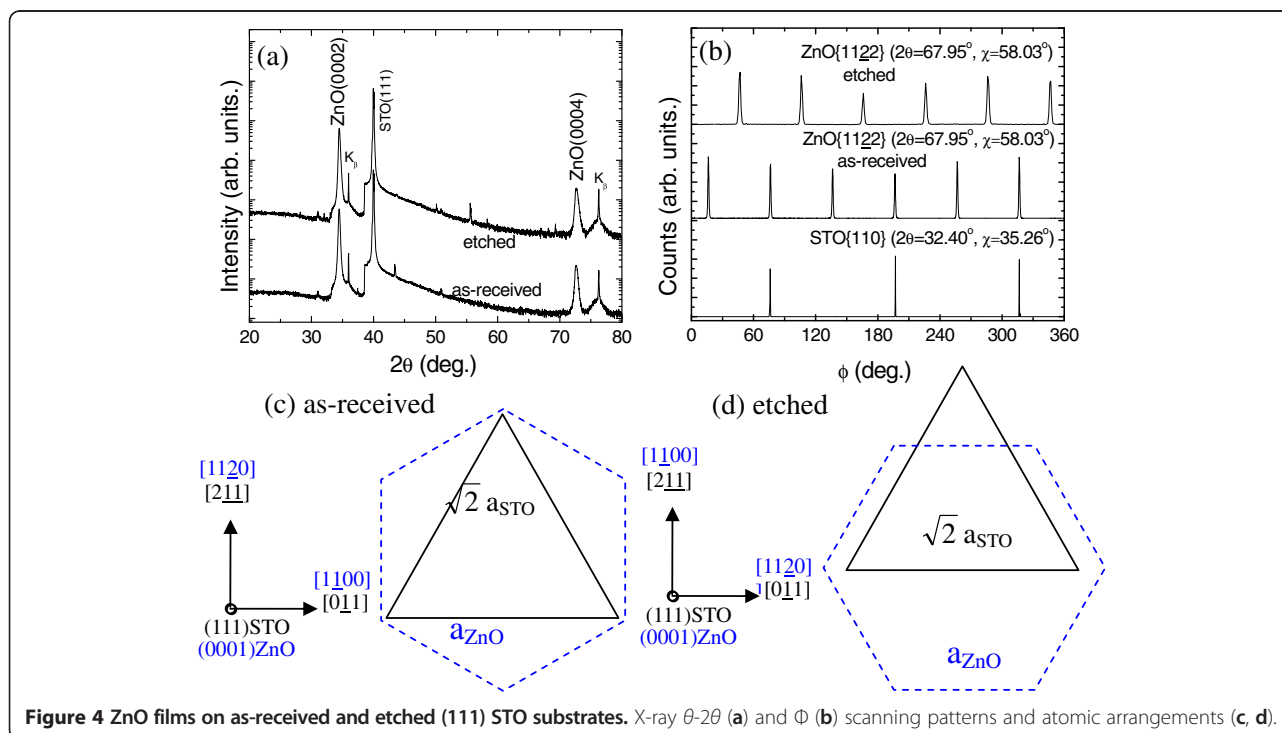 (a)
ZnO(0002)
Kβ
STO(111)
ZnO(0004)
Kβ
etched
as-received
Intensity (arb. units.)
20 30 40 50 60 70 80
2θ (deg.)
(b)
ZnO{1122} (2θ=67.95°, χ=58.03°)
etched
ZnO{1122} (2θ=67.95°, χ=58.03°)
as-received
STO{110} (2θ=32.40°, χ=35.26°)
Counts (arb. units.)
0 60 120 180 240 300 360
ϕ (deg.)
(c) as-received
[1120]
[211]
√2 aSTO
[1100]
[011]
(111)STO
(0001)ZnO
aZnO
(d) etched
[1100]
[211]
√2 aSTO
[1120]
[011]
(111)STO
(0001)ZnO
aZnO
Figure 4 ZnO films on as-received and etched (111) STO substrates. X-ray θ-2θ (a) and Φ (b) scanning patterns and atomic arrangements (c, d).